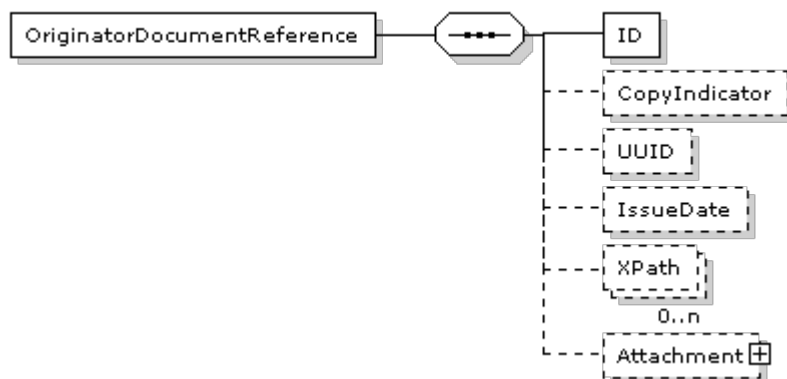 OriginatorDocumentReference
ID
CopyIndicator
UUID
IssueDate
XPath
0..n
Attachment